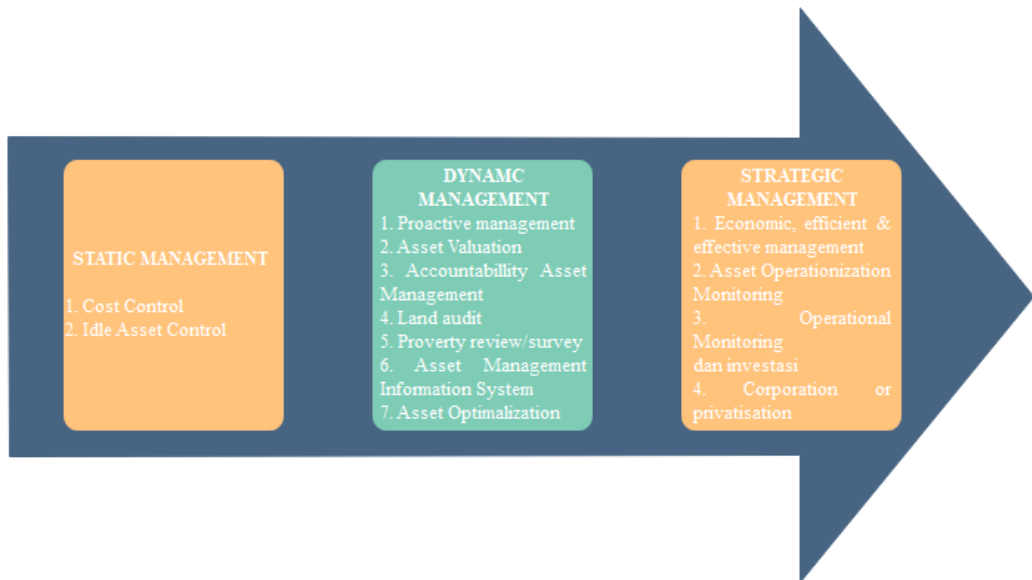 STATIC MANAGEMENT
1. Cost Control
2. Idle Asset Control
DYNAMC
MANAGEMENT
1. Proactive management
2. Asset Valuation
3. Accountabillity Asset
Management
4. Land audit
5. Proverty review/survey
6. Asset Management
Information System
7. Asset Optimalization
STRATEGIC
MANAGEMENT
1. Economic, efficient &
effective management
2. Asset Operationization
Monitoring
3. Operational
Monitoring
dan investasi
4. Corporation or
privatisation